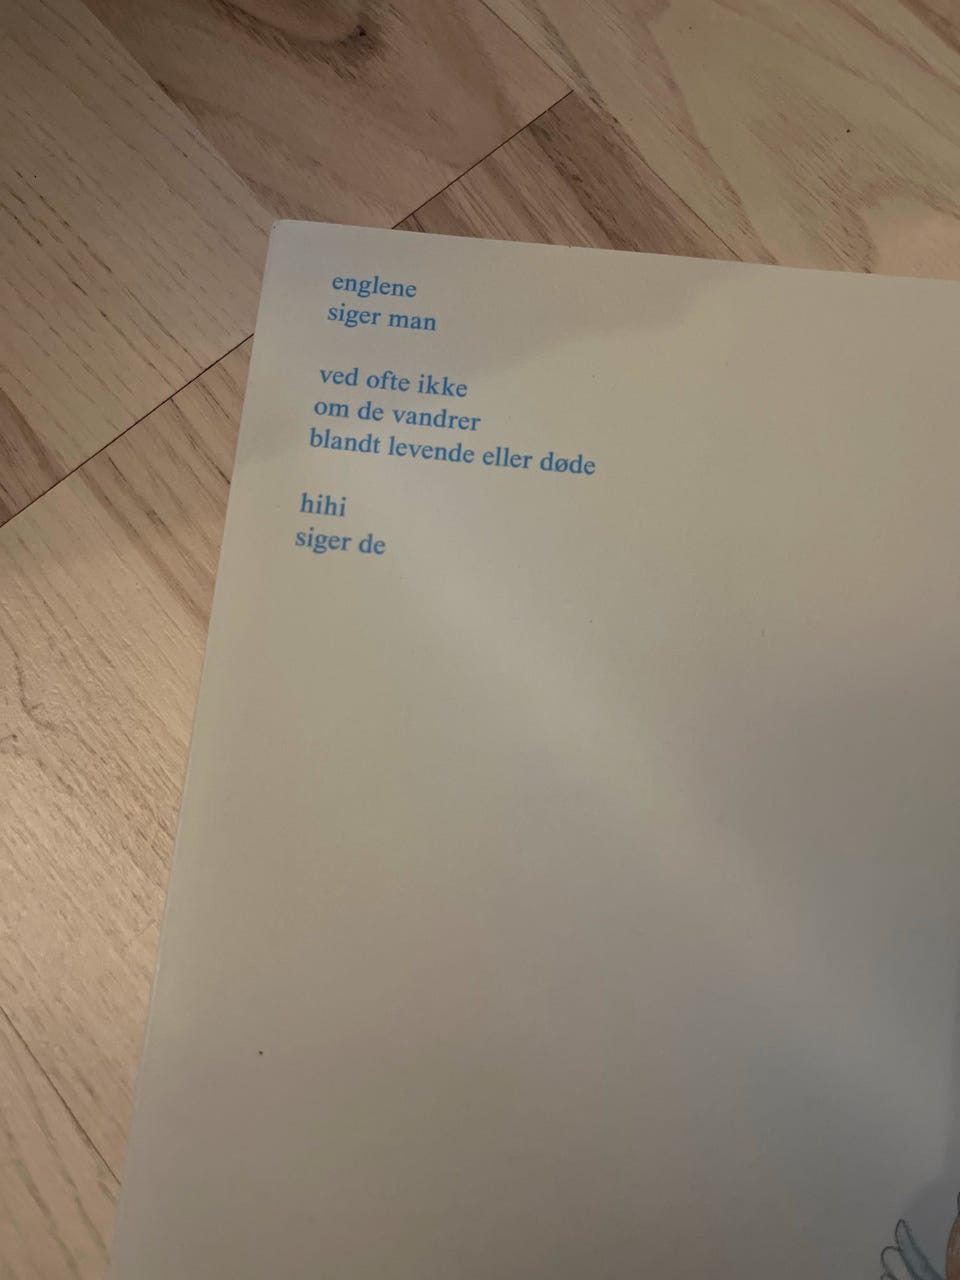 englene
siger man
ved ofte ikke
om de vandrer
blandt levende eller døde
hihi
siger de